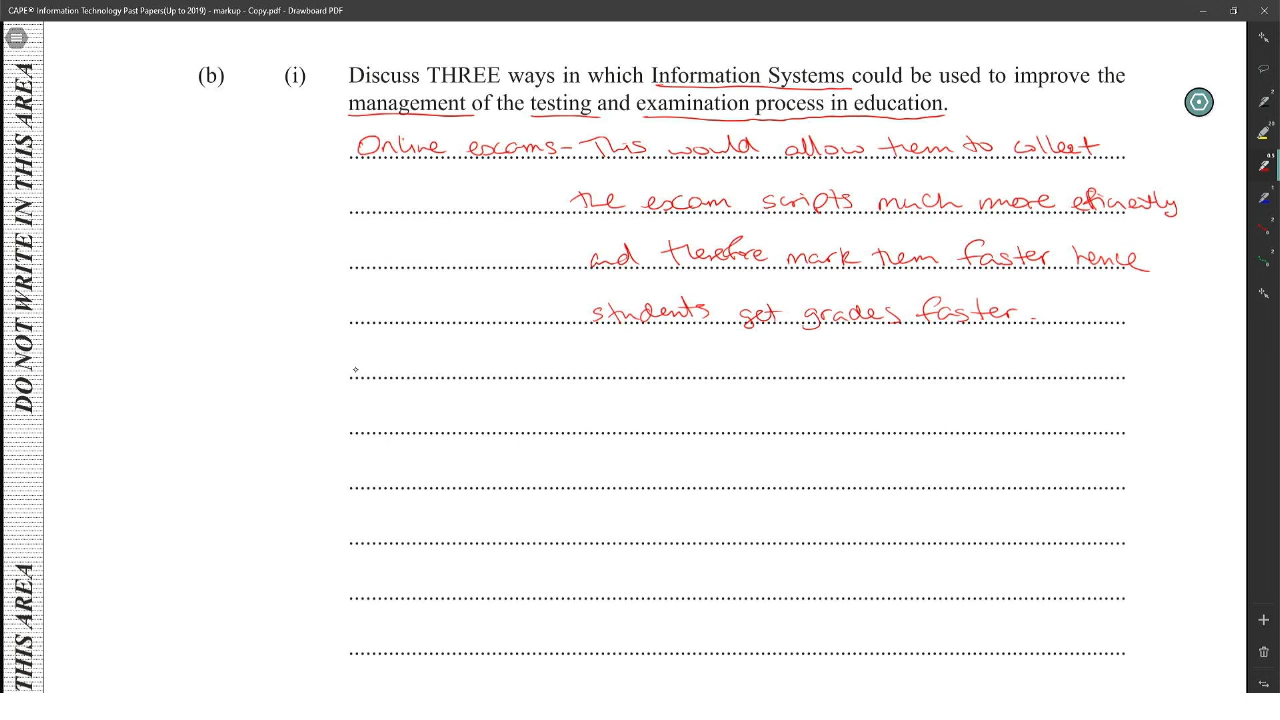 CAPE® Information Technology Past Papers(Up to 2019) - markup - Copy.pdf - Drawboard PDF
DO NOT WRITE IN THIS AREA
THIS AREA
(b) (i) Discuss THREE ways in which Information Systems could be used to improve the
management of the testing and examination process in education.
Online exams - This would allow them to collect
the exam scripts much more eficiently
and therefore mark them faster hence
students get grades faster.